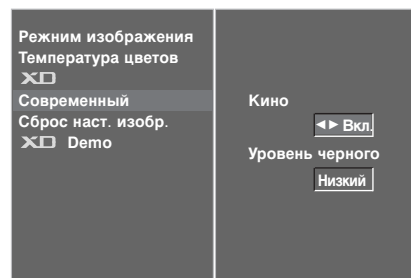 Режим изображения
Температура цветов
XD
Современный
Сброс наст. изобр.
XD Demo
Кино
◄► Вкл.
Уровень черного
Низкий